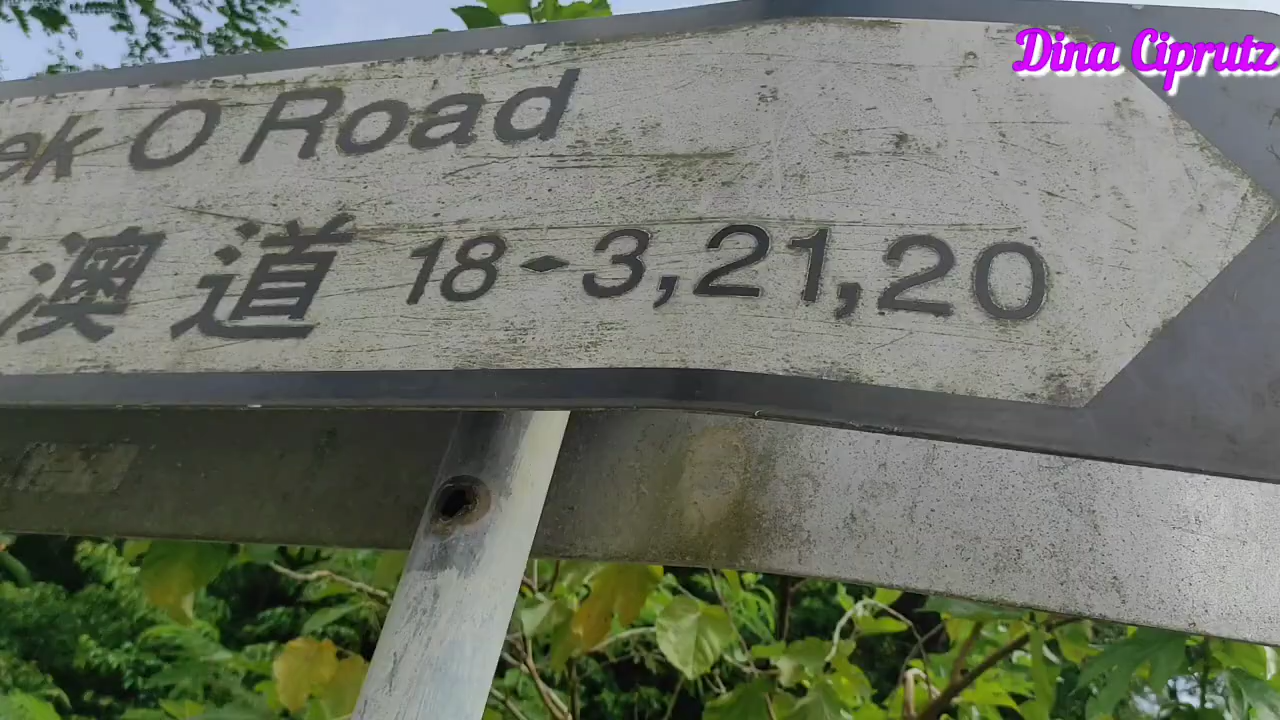 Dina Ciprutz
ek O Road
澳道 18-3,21,20